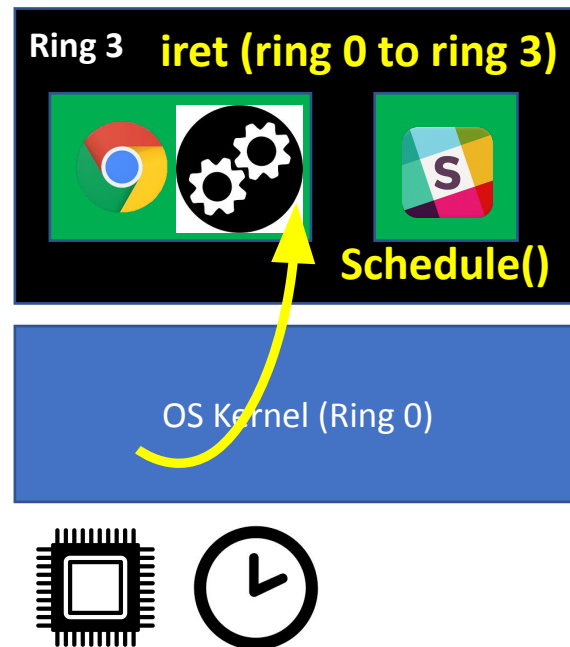 Ring 3 iret (ring 0 to ring 3)
S
Schedule()
OS Kernel (Ring 0)